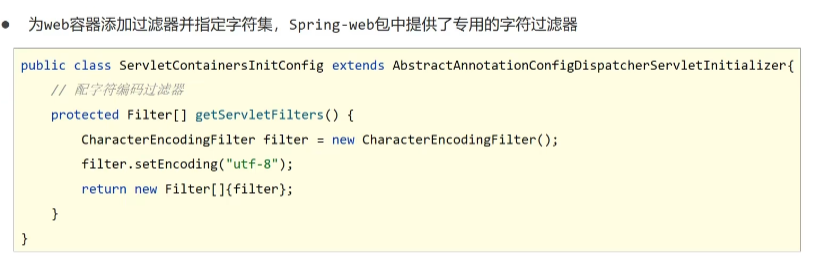 ● 为web容器添加过滤器并指定字符集，Spring-web包中提供了专用的字符过滤器
public class ServletContainersInitConfig extends AbstractAnnotationConfigDispatcherServletInitializer{
    // 配字符编码过滤器
    protected Filter[] getServletFilters() {
        CharacterEncodingFilter filter = new CharacterEncodingFilter();
        filter.setEncoding("utf-8");
        return new Filter[]{filter};
    }
}